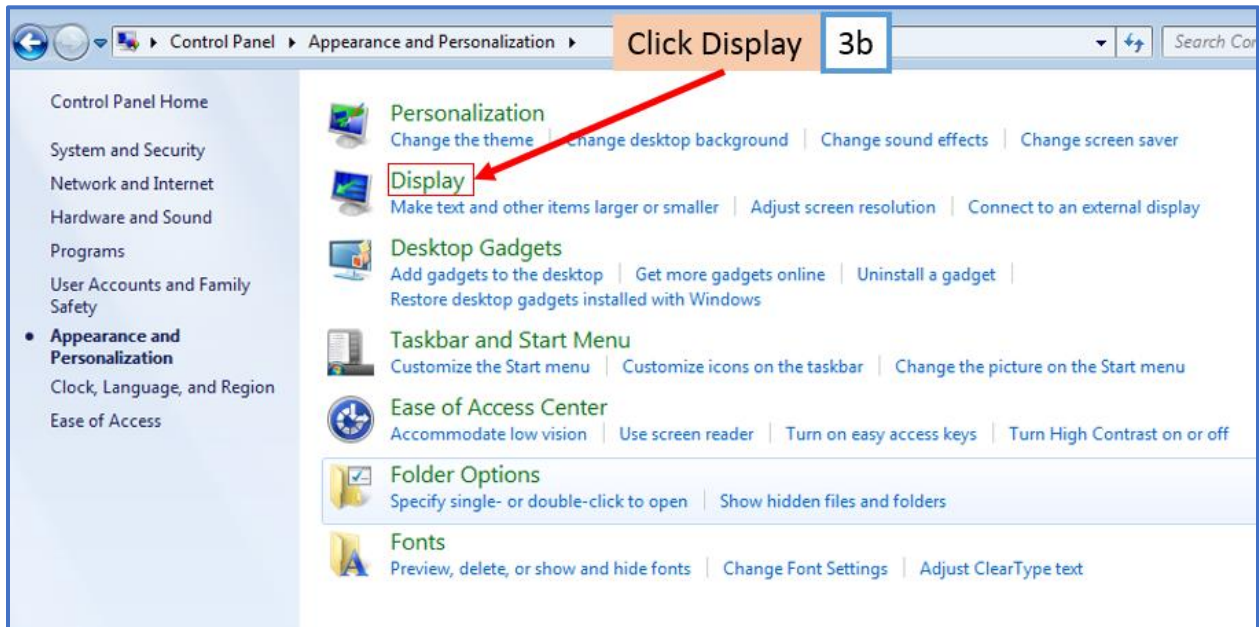 Control Panel Appearance and Personalization
Click Display 3b
Search Con
Control Panel Home
System and Security
Network and Internet
Hardware and Sound
Programs
User Accounts and Family
Safety
Appearance and
Personalization
Clock, Language, and Region
Ease of Access
Personalization
Change the theme Change desktop background Change sound effects Change screen saver
Display
Make text and other items larger or smaller Adjust screen resolution Connect to an external display
Desktop Gadgets
Add gadgets to the desktop Get more gadgets online Uninstall a gadget
Restore desktop gadgets installed with Windows
Taskbar and Start Menu
Customize the Start menu Customize icons on the taskbar Change the picture on the Start menu
Ease of Access Center
Accommodate low vision Use screen reader Turn on easy access keys Turn High Contrast on or off
Folder Options
Specify single- or double-click to open Show hidden files and folders
Fonts
Preview, delete, or show and hide fonts Change Font Settings Adjust ClearType text